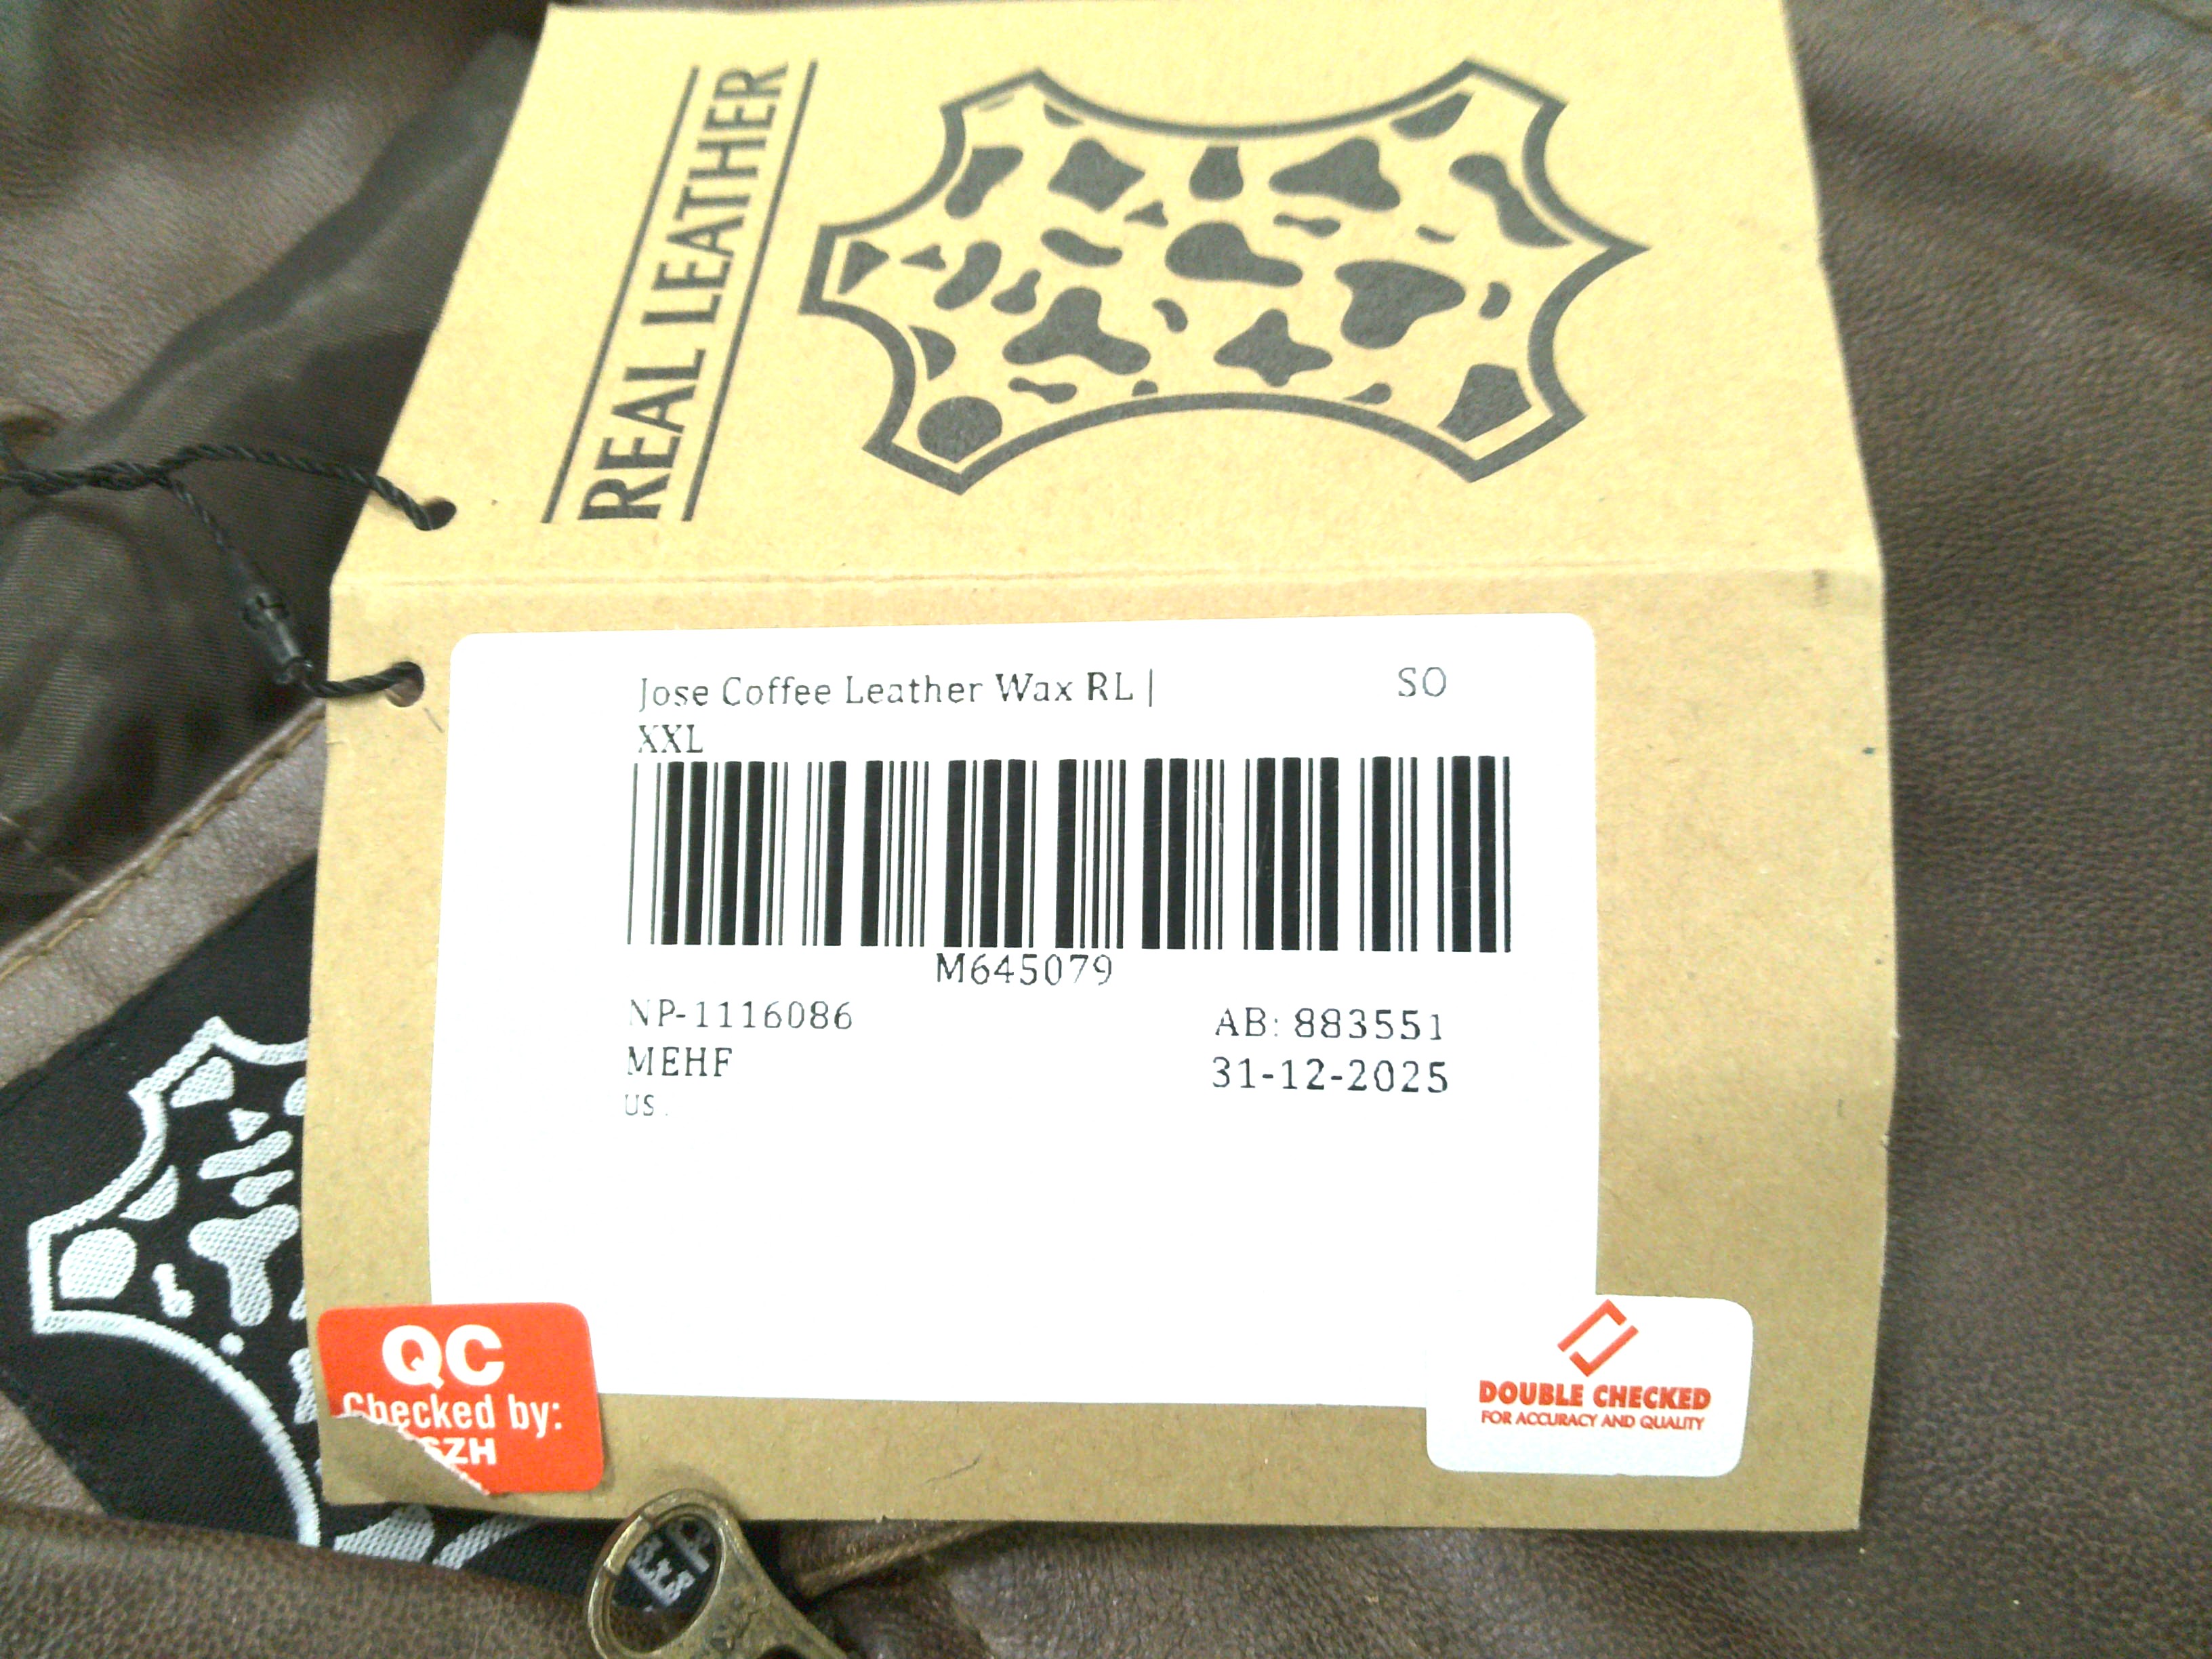 REAL LEATHER
Jose Coffee Leather Wax RL | SO
XXL
M645079
NP-1116086 AB: 883551
MEHF 31-12-2025
US .
QC
Checked by:
SZH
DOUBLE CHECKED
FOR ACCURACY AND QUALITY